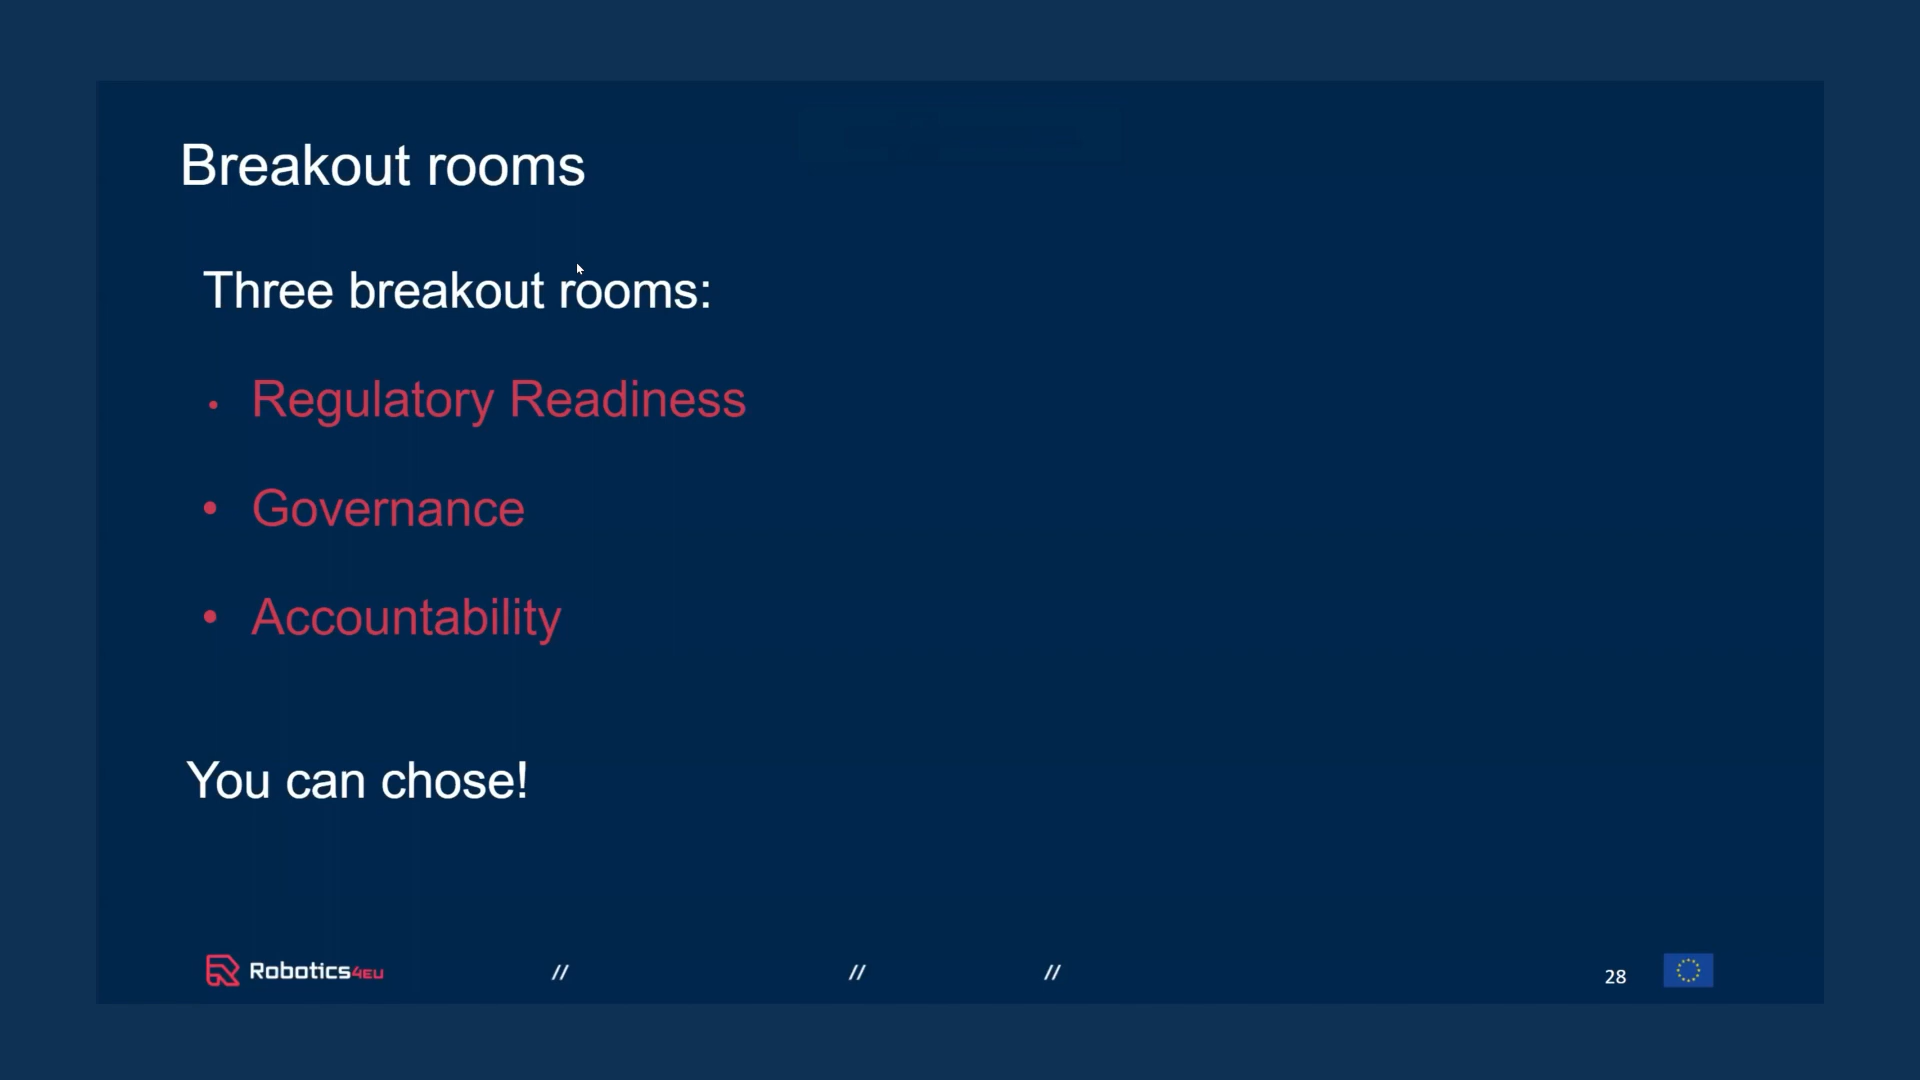 Breakout rooms
Three breakout rooms:
• Regulatory Readiness
• Governance
• Accountability
You can chose!
Robotics4EU // // // 28